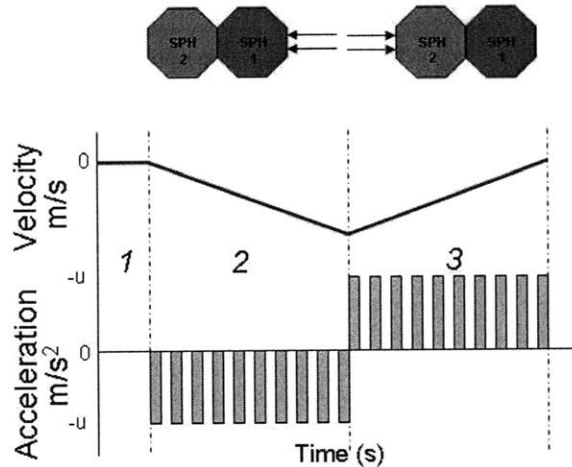 SPH SPH SPH SPH
2 1 2 1
0
Velocity
m/s
1 2 3
-u
Acceleration
m/s²
0
-u
Time (s)